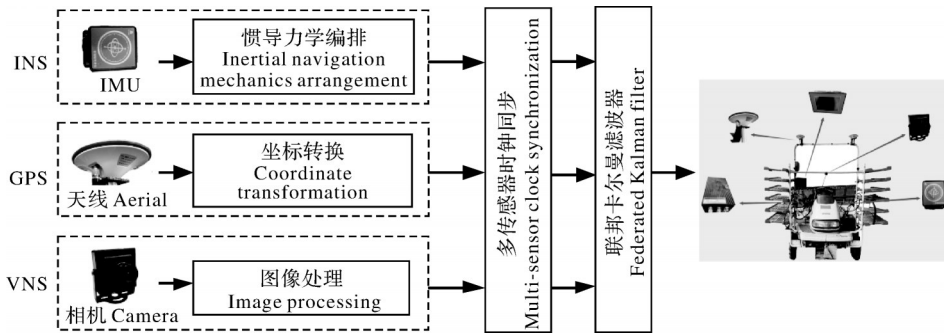 INS
IMU
惯导力学编排
Inertial navigation
mechanics arrangement
GPS
天线 Aerial
坐标转换
Coordinate
transformation
VNS
相机 Camera
图像处理
Image processing
多传感器时钟同步
Multi-sensor clock synchronization
联邦卡尔曼滤波器
Federated Kalman filter